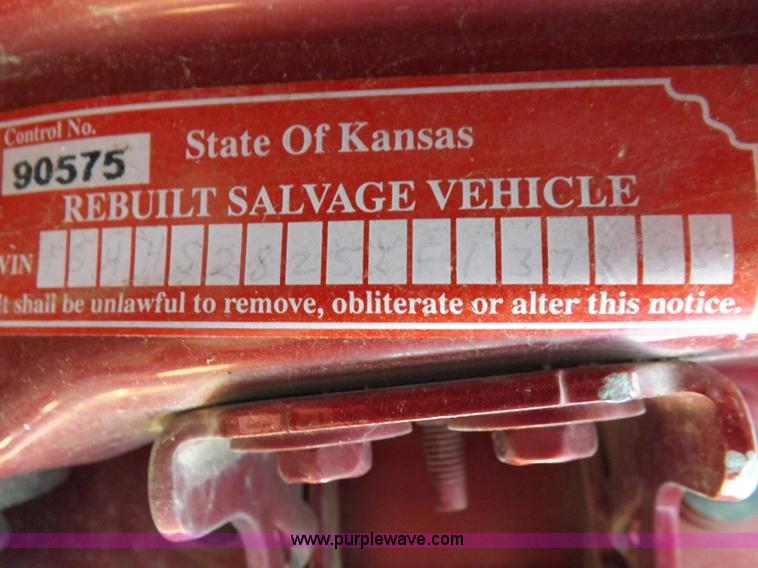 Control No.
90575
State Of Kansas
REBUILT SALVAGE VEHICLE
VIN
It shall be unlawful to remove, obliterate or alter this notice.
www.purplewave.com